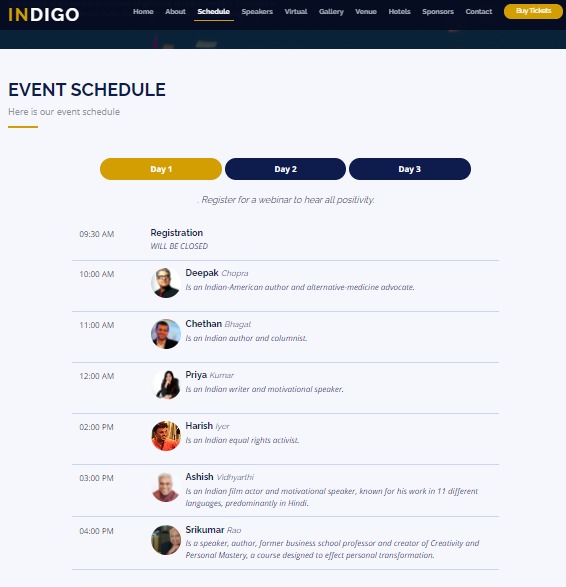 INDIGO
Home About Schedule Speakers Virtual Gallery Venue Hotels Sponsors Contact Buy Tickets
EVENT SCHEDULE
Here is our event schedule
Day 1 Day 2 Day 3
. Register for a webinar to hear all positivity.
09:30 AM Registration
WILL BE CLOSED
10:00 AM Deepak Chopra
Is an Indian-American author and alternative-medicine advocate.
11:00 AM Chethan Bhagal
Is an Indian author and columnist.
12:00 AM Priya Kumar
Is an Indian writer and motivational speaker.
02:00 PM Harish Iyer
Is an Indian equal rights activist.
03:00 PM Ashish Vidhyarthi
Is an Indian film actor and motivational speaker, known for his work in 11 different
languages, predominantly in Hindi.
04:00 PM Srikumar Rao
Is a speaker, author, former business school professor and creator of Creativity and
Personal Mastery, a course designed to effect personal transformation.